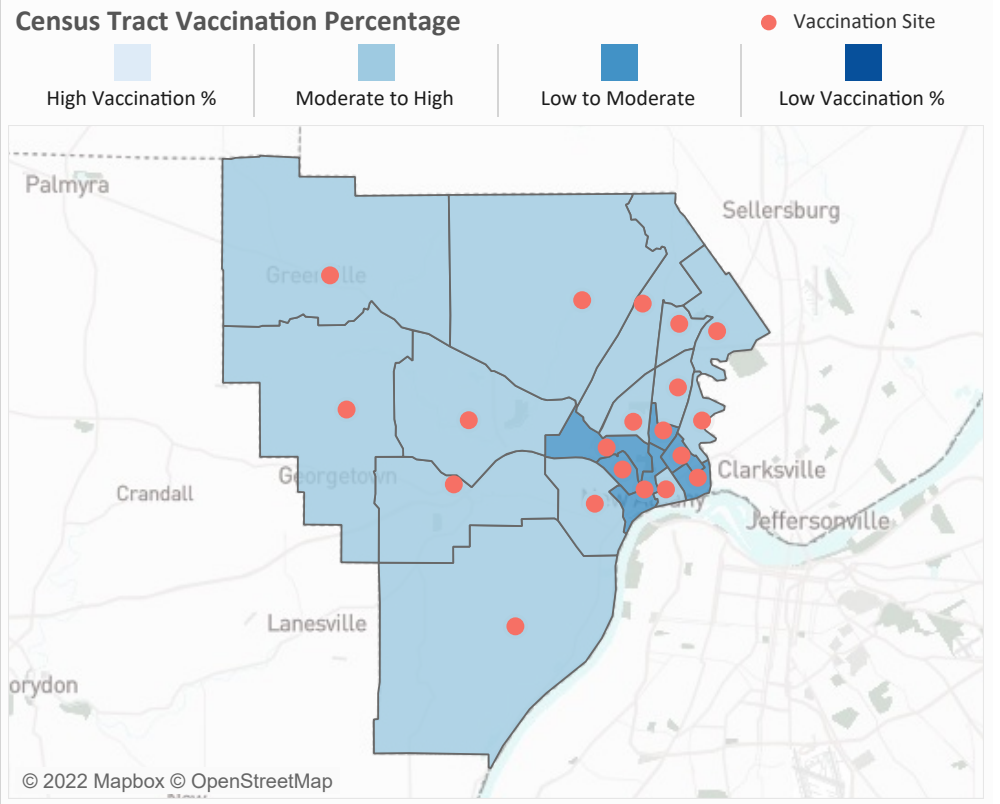 Census Tract Vaccination Percentage
Vaccination Site
High Vaccination %
Moderate to High
Low to Moderate
Low Vaccination %
Palmyra
Sellersburg
Georgetown
Clarksville
Crandall
Jeffersonville
Lanesville
orydon
© 2022 Mapbox © OpenStreetMap